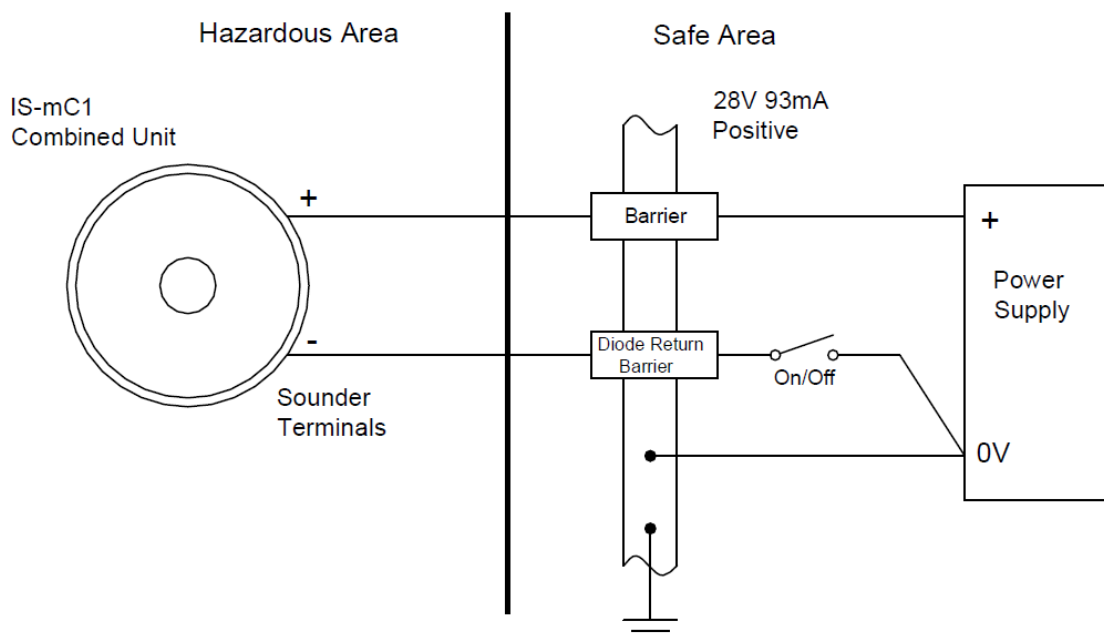 Hazardous Area
Safe Area
IS-mC1
Combined Unit
28V 93mA
Positive
+
Barrier
+
Power
Supply
-
Diode Return
Barrier
On/Off
Sounder
Terminals
0V